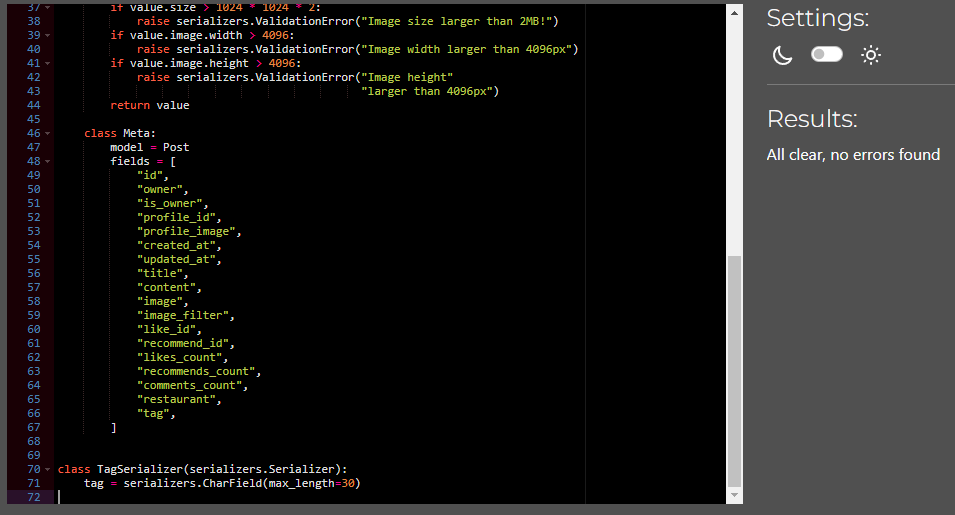 37 if value.size > 1024 * 1024 * 2:
38 raise serializers.ValidationError("Image size larger than 2MB!")
39 if value.image.width > 4096:
40 raise serializers.ValidationError("Image width larger than 4096px")
41 if value.image.height > 4096:
42 raise serializers.ValidationError("Image height"
43 "larger than 4096px")
44 return value
45
46 class Meta:
47 model = Post
48 fields = [
49 "id",
50 "owner",
51 "is_owner",
52 "profile_id",
53 "profile_image",
54 "created_at",
55 "updated_at",
56 "title",
57 "content",
58 "image",
59 "image_filter",
60 "like_id",
61 "recommend_id",
62 "likes_count",
63 "recommends_count",
64 "comments_count",
65 "restaurant",
66 "tag",
67 ]
68
69
70 class TagSerializer(serializers.Serializer):
71 tag = serializers.CharField(max_length=30)
72
Settings:
Results:
All clear, no errors found